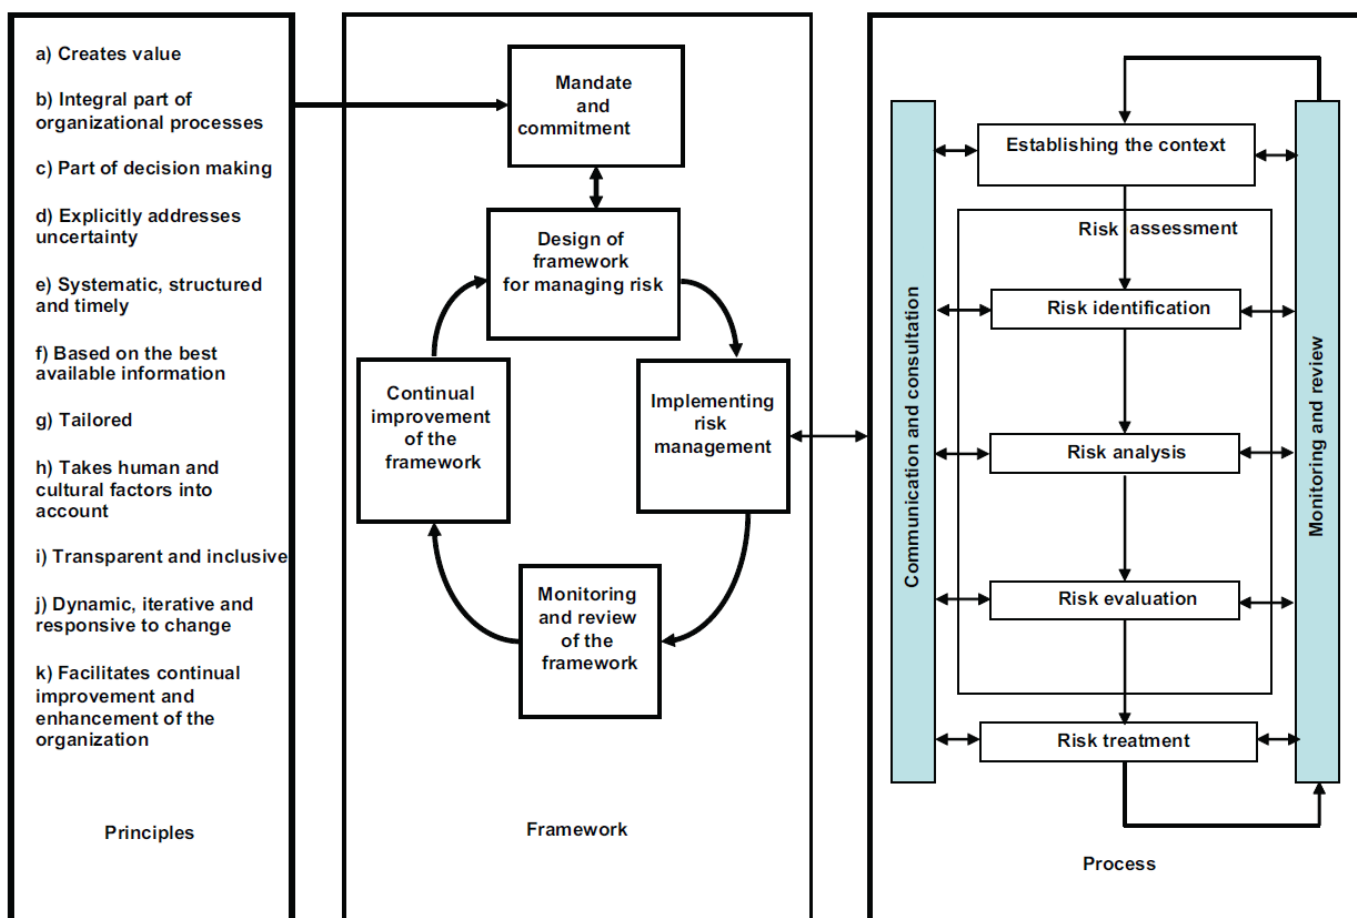 a) Creates value
b) Integral part of
organizational processes
c) Part of decision making
d) Explicitly addresses
uncertainty
e) Systematic, structured
and timely
f) Based on the best
available information
g) Tailored
h) Takes human and
cultural factors into
account
i) Transparent and inclusive
j) Dynamic, iterative and
responsive to change
k) Facilitates continual
improvement and
enhancement of the
organization
Principles
Mandate
and
commitment
Design of
framework
for managing risk
Implementing
risk
management
Monitoring
and review
of the
framework
Continual
improvement
of the
framework
Framework
Communication and consultation
Establishing the context
Risk assessment
Risk identification
Risk analysis
Risk evaluation
Risk treatment
Monitoring and review
Process